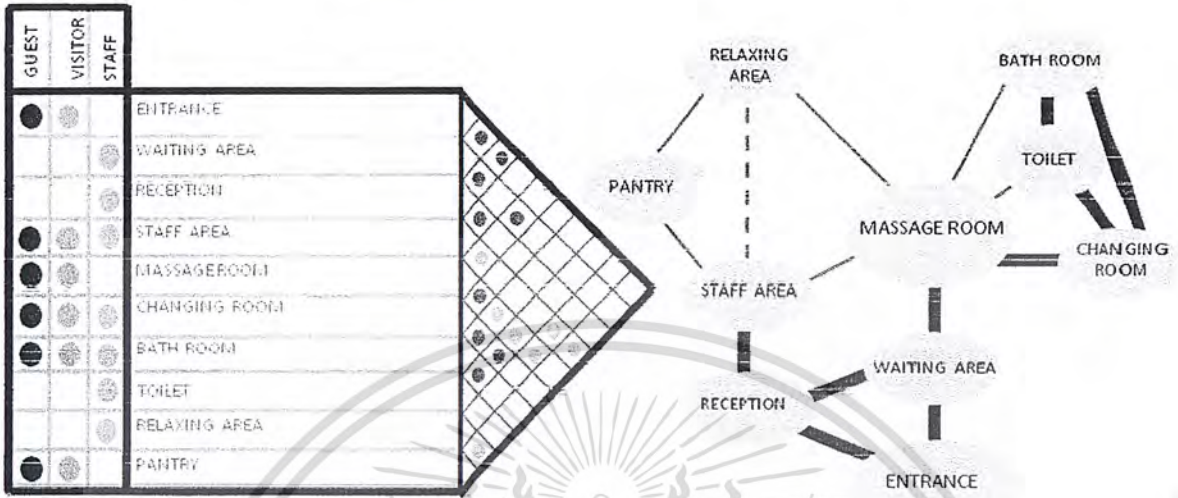 GUEST
VISITOR
STAFF
ENTRANCE
WAITING AREA
RECEPTION
STAFF AREA
MASSAGEROOM
CHANGING ROOM
BATH ROOM
TOILET
RELAXING AREA
PANTRY
RELAXING
AREA
BATH ROOM
TOILET
PANTRY
MASSAGE ROOM
CHANGING
ROOM
STAFF AREA
WAITING AREA
RECEPTION
ENTRANCE